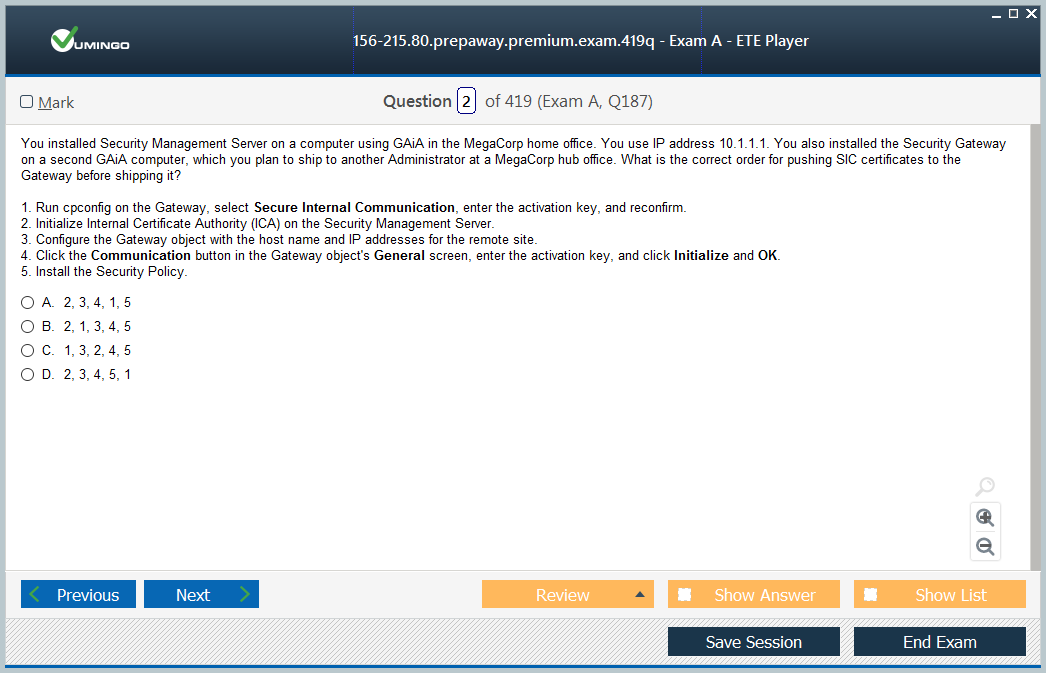 VUMINGO
156-215.80.prepaway.premium.exam.419q - Exam A - ETE Player
Mark
Question 2 of 419 (Exam A, Q187)
You installed Security Management Server on a computer using GAiA in the MegaCorp home office. You use IP address 10.1.1.1. You also installed the Security Gateway
on a second GAiA computer, which you plan to ship to another Administrator at a MegaCorp hub office. What is the correct order for pushing SIC certificates to the
Gateway before shipping it?
1. Run cpconfig on the Gateway, select Secure Internal Communication, enter the activation key, and reconfirm.
2. Initialize Internal Certificate Authority (ICA) on the Security Management Server.
3. Configure the Gateway object with the host name and IP addresses for the remote site.
4. Click the Communication button in the Gateway object's General screen, enter the activation key, and click Initialize and OK.
5. Install the Security Policy.
A. 2, 3, 4, 1, 5
B. 2, 1, 3, 4, 5
C. 1, 3, 2, 4, 5
D. 2, 3, 4, 5, 1
Previous Next Review Show Answer Show List
Save Session End Exam